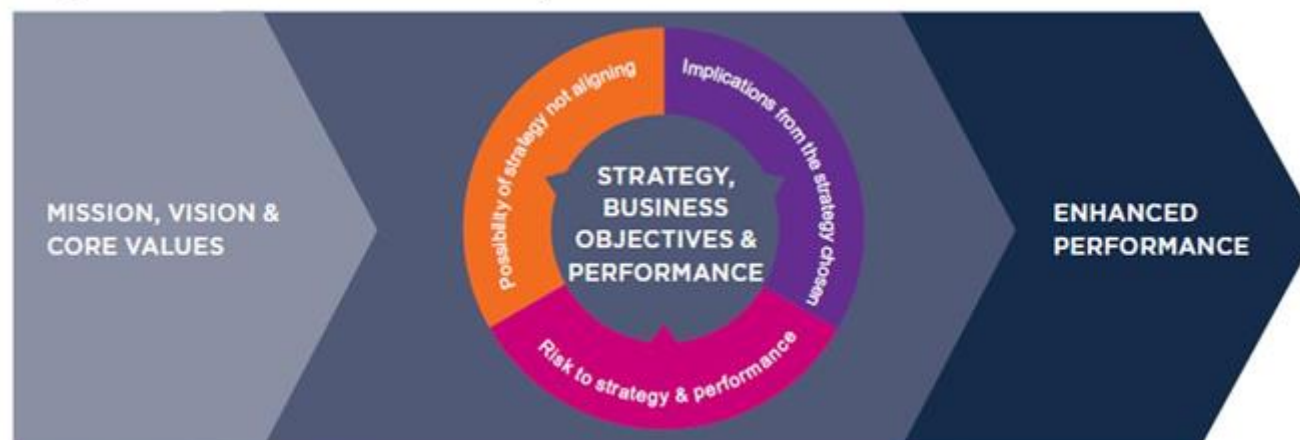 MISSION, VISION &
CORE VALUES
Possibility of strategy not aligning
Implications from the strategy chosen
STRATEGY,
BUSINESS
OBJECTIVES &
PERFORMANCE
Risk to strategy & performance
ENHANCED
PERFORMANCE